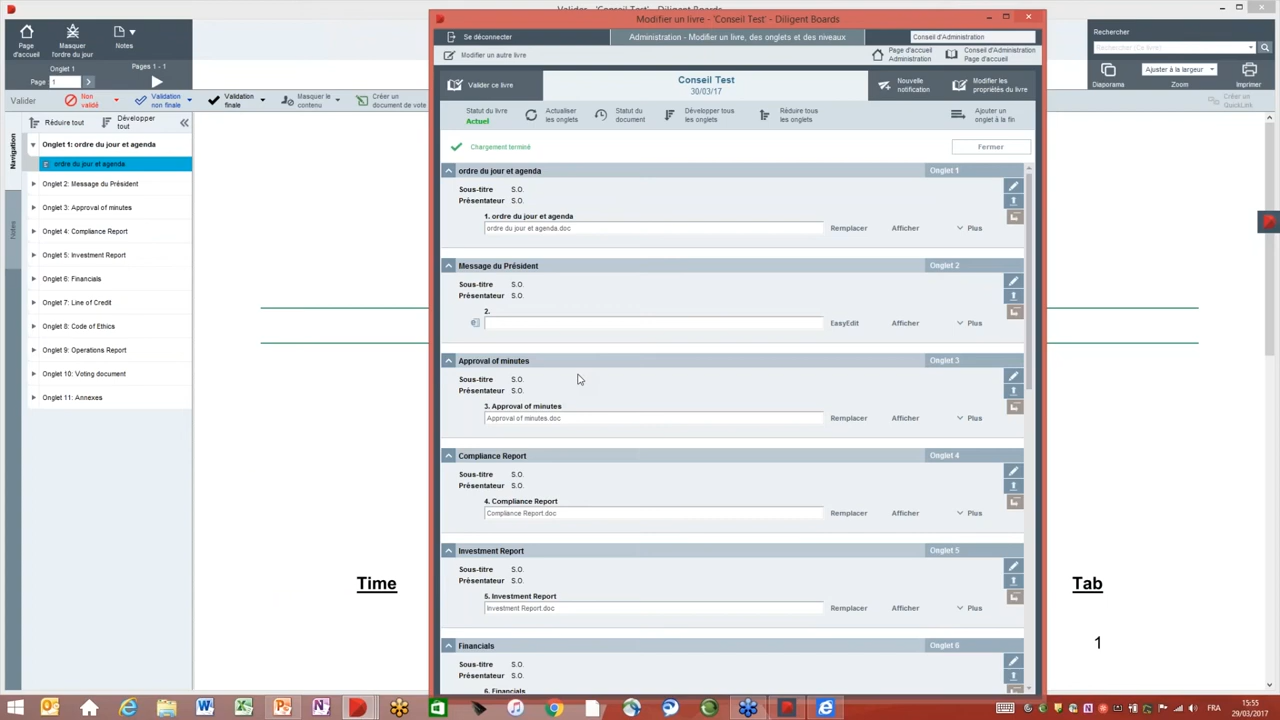 Valider - 'Conseil Test' - Diligent Boards
Page d'accueil
Masquer l'ordre du jour
Notes
Onglet 1
Page 1
Pages 1 - 1
Valider
Non validé
Validation non finale
Validation finale
Masquer le contenu
Créer un document de vote
Réduire tout
Développer tout
Navigation
Notes
Onglet 1: ordre du jour et agenda
ordre du jour et agenda
Onglet 2: Message du Président
Onglet 3: Approval of minutes
Onglet 4: Compliance Report
Onglet 5: Investment Report
Onglet 6: Financials
Onglet 7: Line of Credit
Onglet 8: Code of Ethics
Onglet 9: Operations Report
Onglet 10: Voting document
Onglet 11: Annexes
Modifier un livre - 'Conseil Test' - Diligent Boards
Se déconnecter
Administration - Modifier un livre, des onglets et des niveaux
Conseil d'Administration
Modifier un autre livre
Page d'accueil Administration
Conseil d'Administration Page d'accueil
Valider ce livre
Conseil Test
30/03/17
Nouvelle notification
Modifier les propriétés du livre
Statut du livre
Actuel
Actualiser les onglets
Statut du document
Développer tous les onglets
Réduire tous les onglets
Ajouter un onglet à la fin
Chargement terminé
Fermer
ordre du jour et agenda Onglet 1
Sous-titre S.O.
Présentateur S.O.
1. ordre du jour et agenda
ordre du jour et agenda.doc Remplacer Afficher Plus
Message du Président Onglet 2
Sous-titre S.O.
Présentateur S.O.
2.
EasyEdit Afficher Plus
Approval of minutes Onglet 3
Sous-titre S.O.
Présentateur S.O.
3. Approval of minutes
Approval of minutes.doc Remplacer Afficher Plus
Compliance Report Onglet 4
Sous-titre S.O.
Présentateur S.O.
4. Compliance Report
Compliance Report.doc Remplacer Afficher Plus
Investment Report Onglet 5
Sous-titre S.O.
Présentateur S.O.
5. Investment Report
Investment Report.doc Remplacer Afficher Plus
Financials Onglet 6
Sous-titre S.O.
Présentateur S.O.
6. Financials
Rechercher
Rechercher (Ce livre)
Ajuster à la largeur
Diaporama
Zoom
Imprimer
Créer un QuickLink
Time
Tab
1
FRA
15:55
29/03/2017